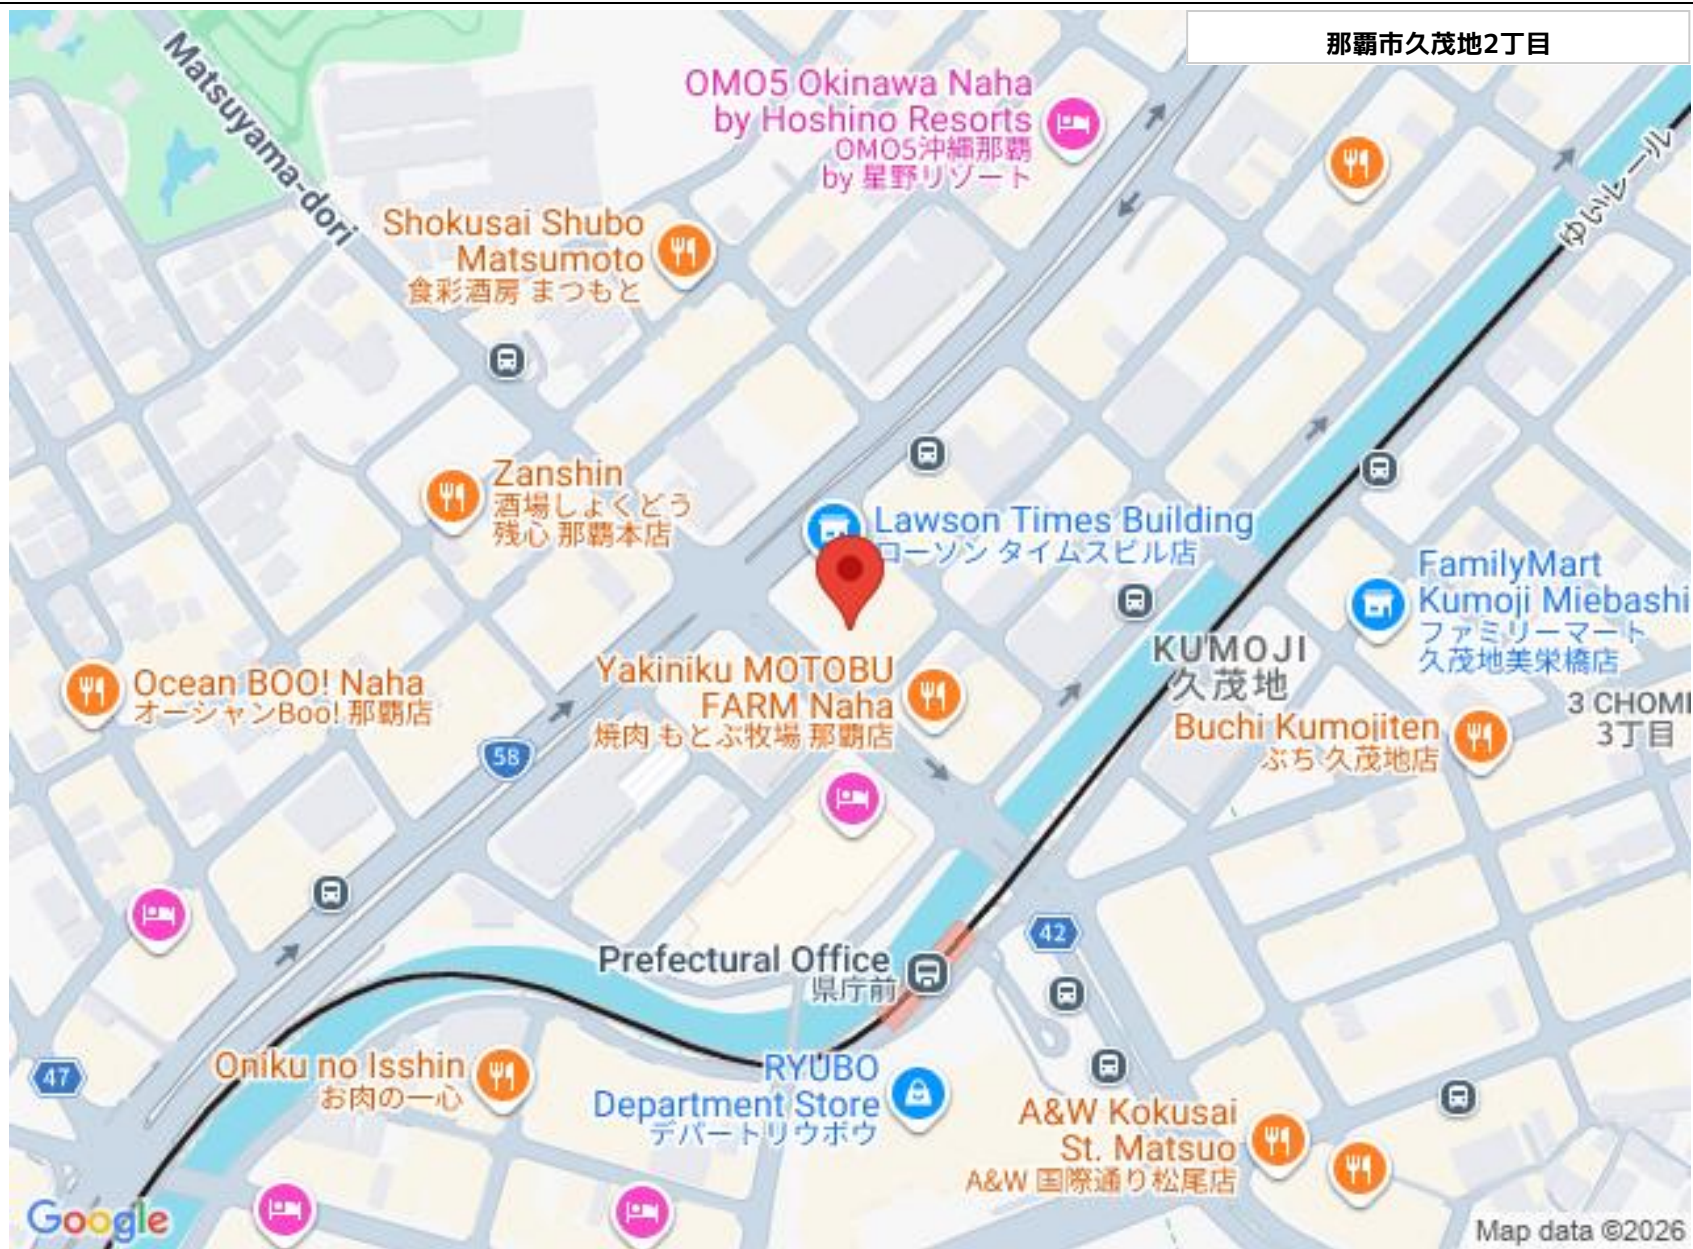 那覇市久茂地2丁目
Matsuyama-dori
OMO5 Okinawa Naha
by Hoshino Resorts
OMO5沖縄那覇
by 星野リゾート
ゆいレール
Shokusai Shubo
Matsumoto
食彩酒房 まつもと
Zanshin
酒場しょくどう
残心 那覇本店
Lawson Times Building
ローソン タイムスビル店
FamilyMart
Kumoji Miebashi
ファミリーマート
久茂地美栄橋店
KUMOJI
久茂地
Ocean BOO! Naha
オーシャンBoo! 那覇店
Yakiniku MOTOBU
FARM Naha
焼肉 もとぶ牧場 那覇店
3 CHOME
3丁目
Buchi Kumojiten
ぶち 久茂地店
58
42
Prefectural Office
県庁前
47
Oniku no Isshin
お肉の一心
RYUBO
Department Store
デパートリウボウ
A&W Kokusai
St. Matsuo
A&W 国際通り松尾店
Google
Map data ©2026